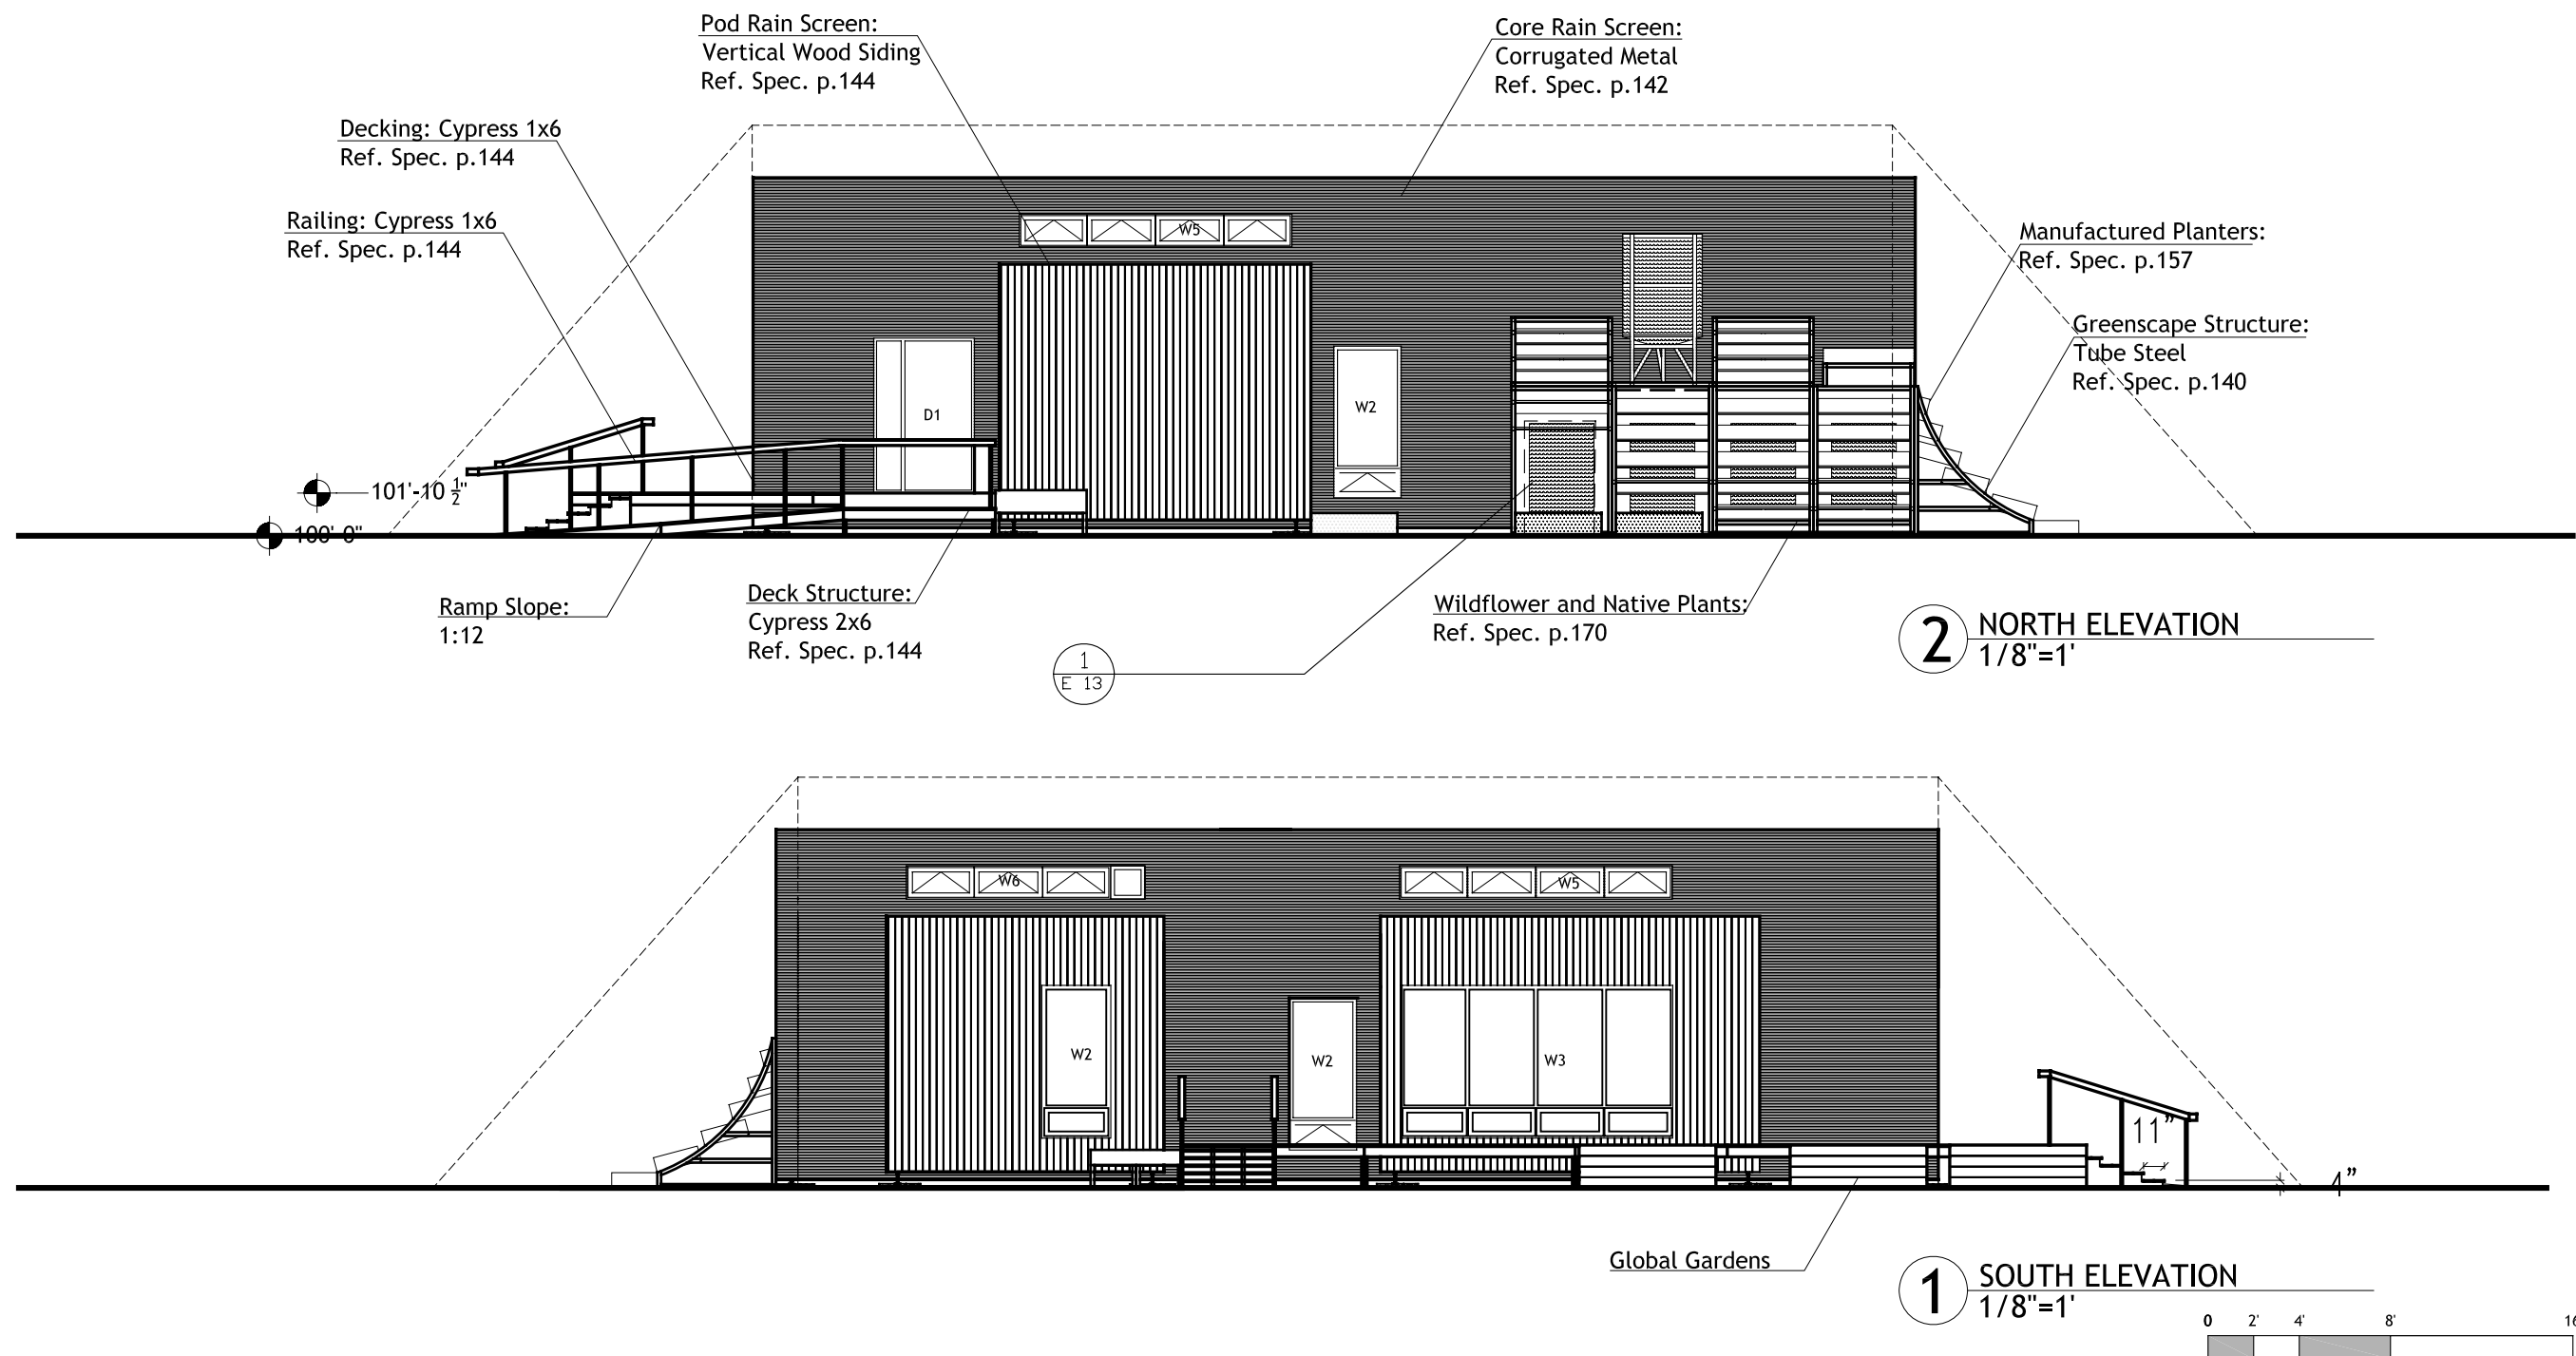 Pod Rain Screen:
Vertical Wood Siding
Ref. Spec. p.144
Core Rain Screen:
Corrugated Metal
Ref. Spec. p.142
Decking: Cypress 1x6
Ref. Spec. p.144
Railing: Cypress 1x6
Ref. Spec. p.144
Manufactured Planters:
Ref. Spec. p.157
Greenscape Structure:
Tube Steel
Ref. Spec. p.140
W5
D1
W2
101'-10 1/2"
100'-0"
Ramp Slope:
1:12
Deck Structure:
Cypress 2x6
Ref. Spec. p.144
1
E 13
Wildflower and Native Plants:
Ref. Spec. p.170
2 NORTH ELEVATION
1/8"=1'
W6
W5
W2
W2
W3
11”
4”
Global Gardens
1 SOUTH ELEVATION
1/8"=1'
0 2' 4' 8' 16